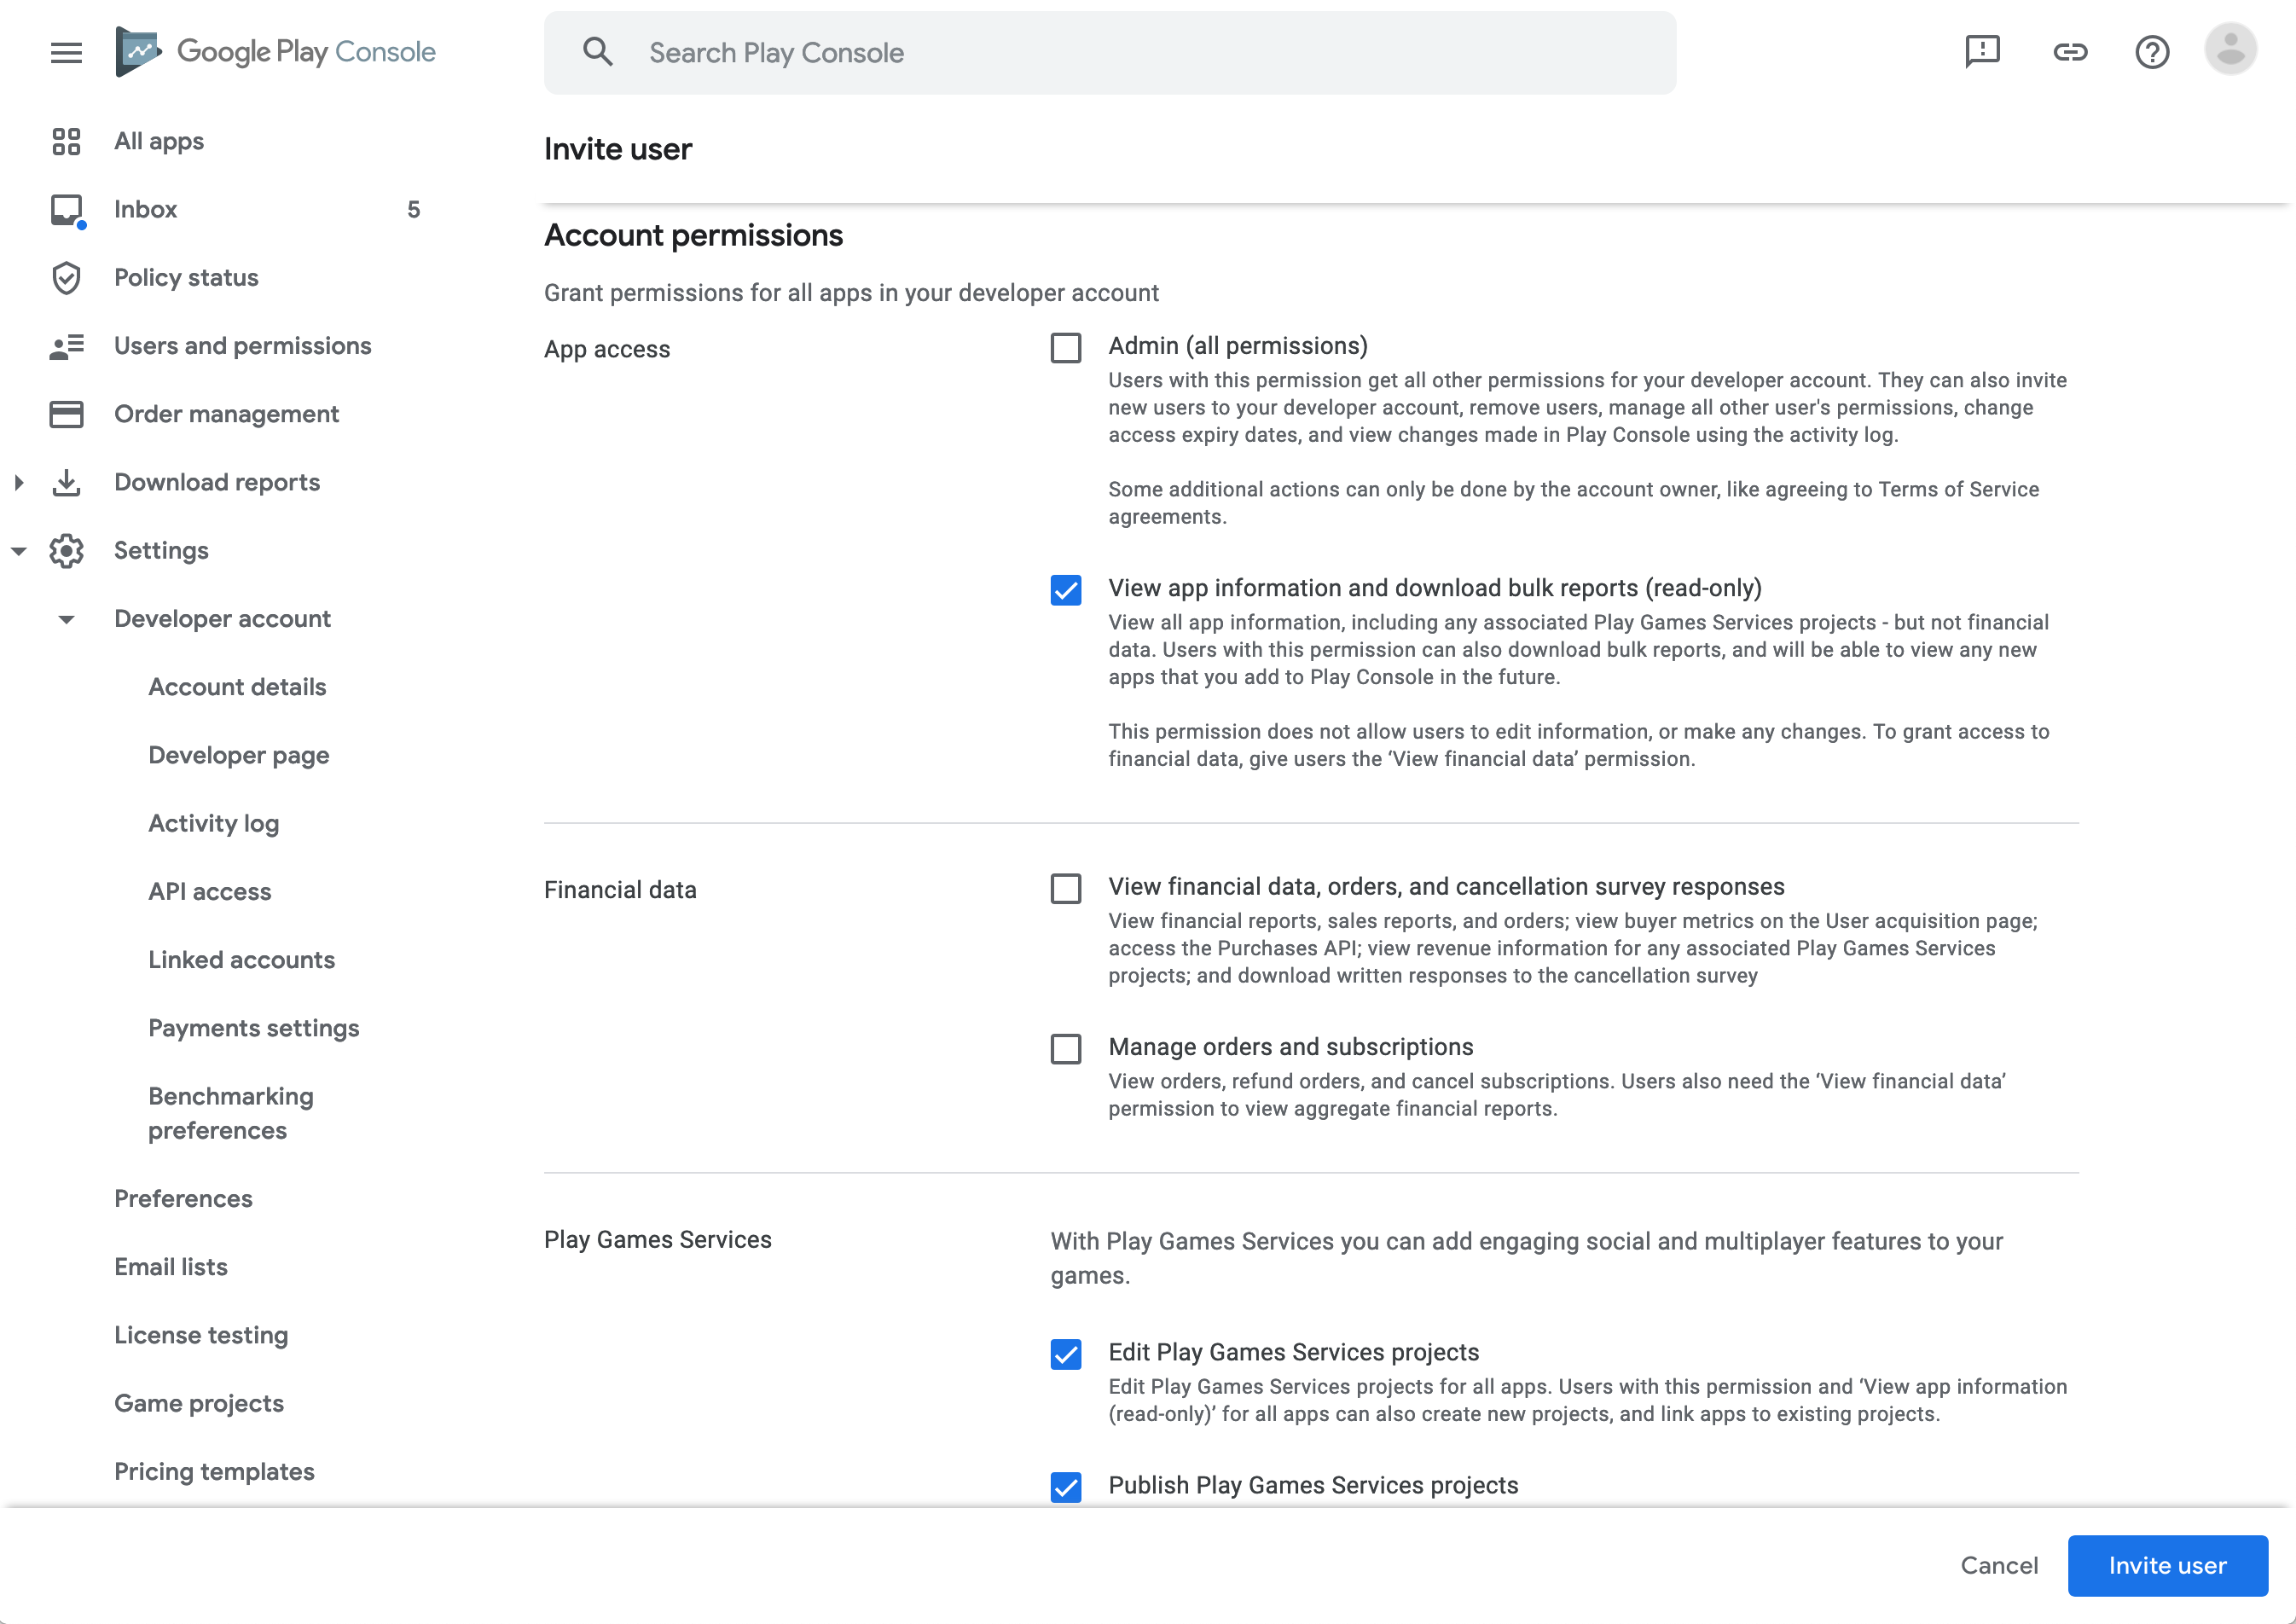 Google Play Console
Search Play Console
All apps
Inbox 5
Policy status
Users and permissions
Order management
Download reports
Settings
Developer account
Account details
Developer page
Activity log
API access
Linked accounts
Payments settings
Benchmarking
preferences
Preferences
Email lists
License testing
Game projects
Pricing templates
Invite user
Account permissions
Grant permissions for all apps in your developer account
App access
Admin (all permissions)
Users with this permission get all other permissions for your developer account. They can also invite
new users to your developer account, remove users, manage all other user's permissions, change
access expiry dates, and view changes made in Play Console using the activity log.
Some additional actions can only be done by the account owner, like agreeing to Terms of Service
agreements.
View app information and download bulk reports (read-only)
View all app information, including any associated Play Games Services projects - but not financial
data. Users with this permission can also download bulk reports, and will be able to view any new
apps that you add to Play Console in the future.
This permission does not allow users to edit information, or make any changes. To grant access to
financial data, give users the ‘View financial data’ permission.
Financial data
View financial data, orders, and cancellation survey responses
View financial reports, sales reports, and orders; view buyer metrics on the User acquisition page;
access the Purchases API; view revenue information for any associated Play Games Services
projects; and download written responses to the cancellation survey
Manage orders and subscriptions
View orders, refund orders, and cancel subscriptions. Users also need the ‘View financial data’
permission to view aggregate financial reports.
Play Games Services
With Play Games Services you can add engaging social and multiplayer features to your
games.
Edit Play Games Services projects
Edit Play Games Services projects for all apps. Users with this permission and ‘View app information
(read-only)’ for all apps can also create new projects, and link apps to existing projects.
Publish Play Games Services projects
Cancel
Invite user